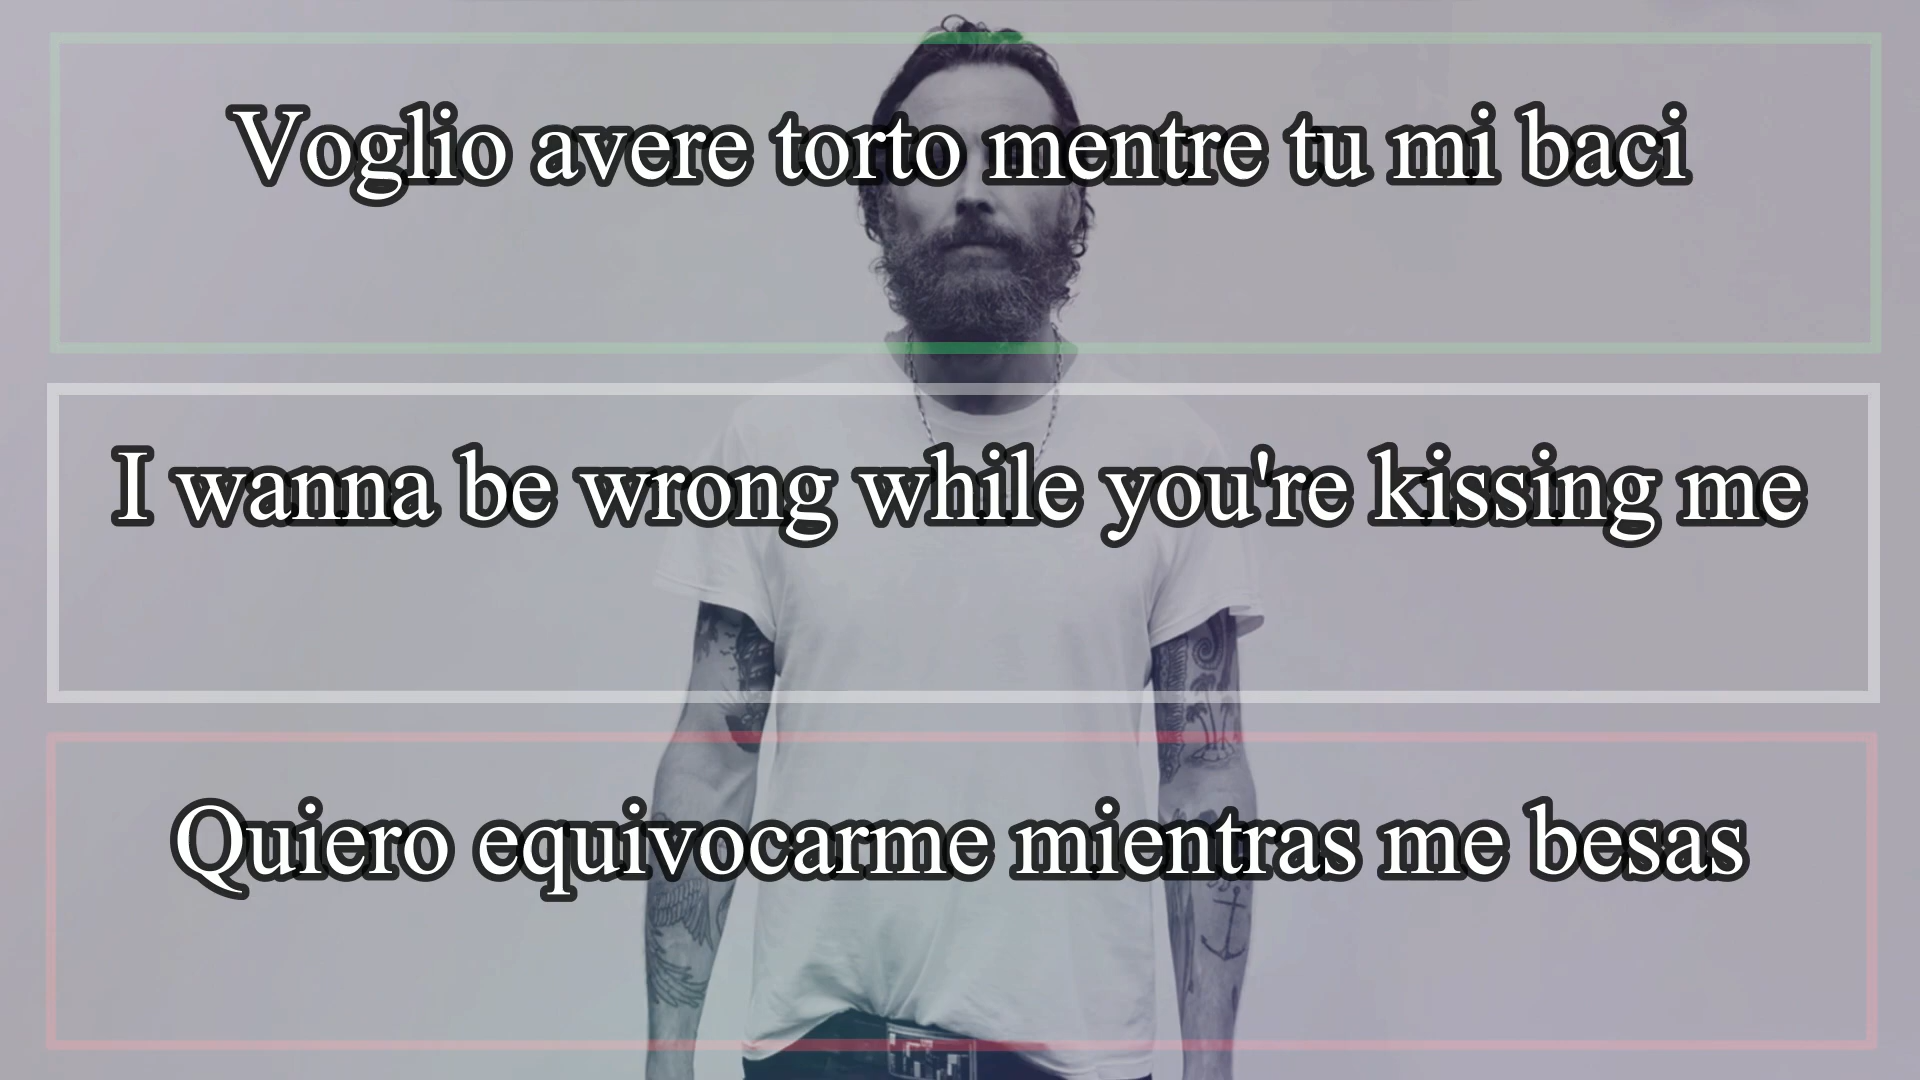 Voglio avere torto mentre tu mi baci
I wanna be wrong while you're kissing me
Quiero equivocarme mientras me besas